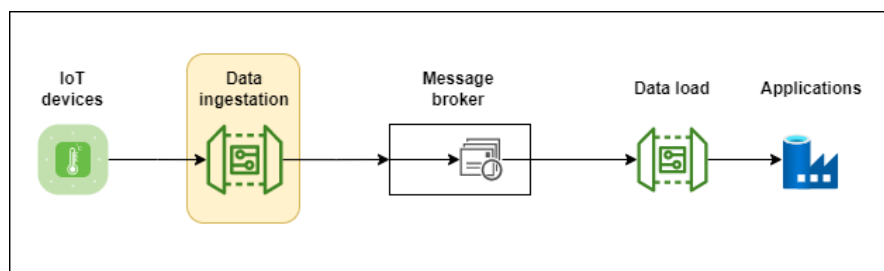 IoT
devices
Data
ingestation
Message
broker
Data load
Applications